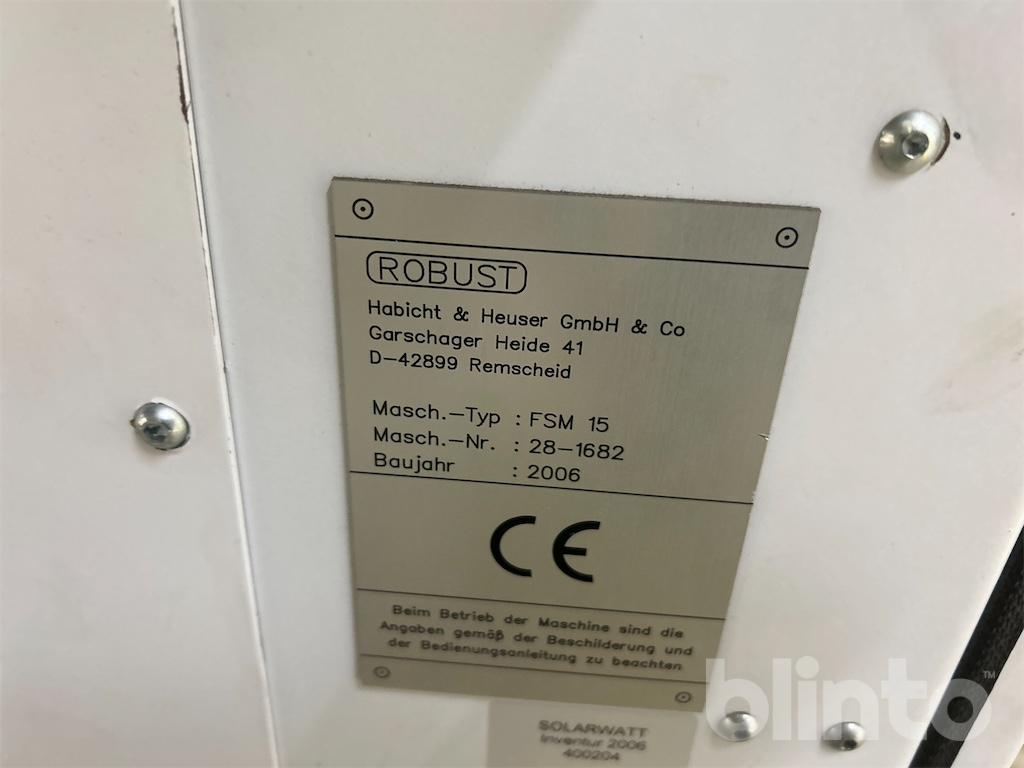 ROBUST
Habicht & Heuser GmbH & Co
Garschager Heide 41
D-42899 Remscheid
Masch.-Typ : FSM 15
Masch.-Nr. : 28-1682
Baujahr : 2006
CE
Beim Betrieb der Maschine sind die
Angaben gemäß der Beschilderung und
der Bedienungsanleitung zu beachten
blinto™
SOLARWATT
Inventur 2006
400204